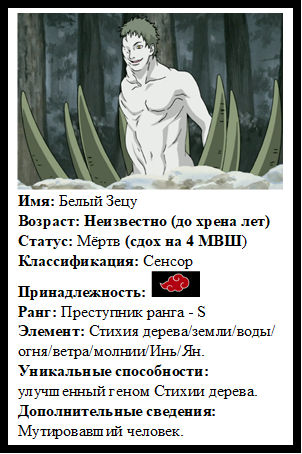 Имя: Белый Зецу
Возраст: Неизвестно (до хрена лет)
Статус: Мёртв (сдох на 4 МВШ)
Классификация: Сенсор
Принадлежность:
Ранг: Преступник ранга - S
Элемент: Стихия дерева/земли/воды/
огня/ветра/молнии/Инь/Ян.
Уникальные способности:
улучшенный геном Стихии дерева.
Дополнительные сведения:
Мутировавший человек.